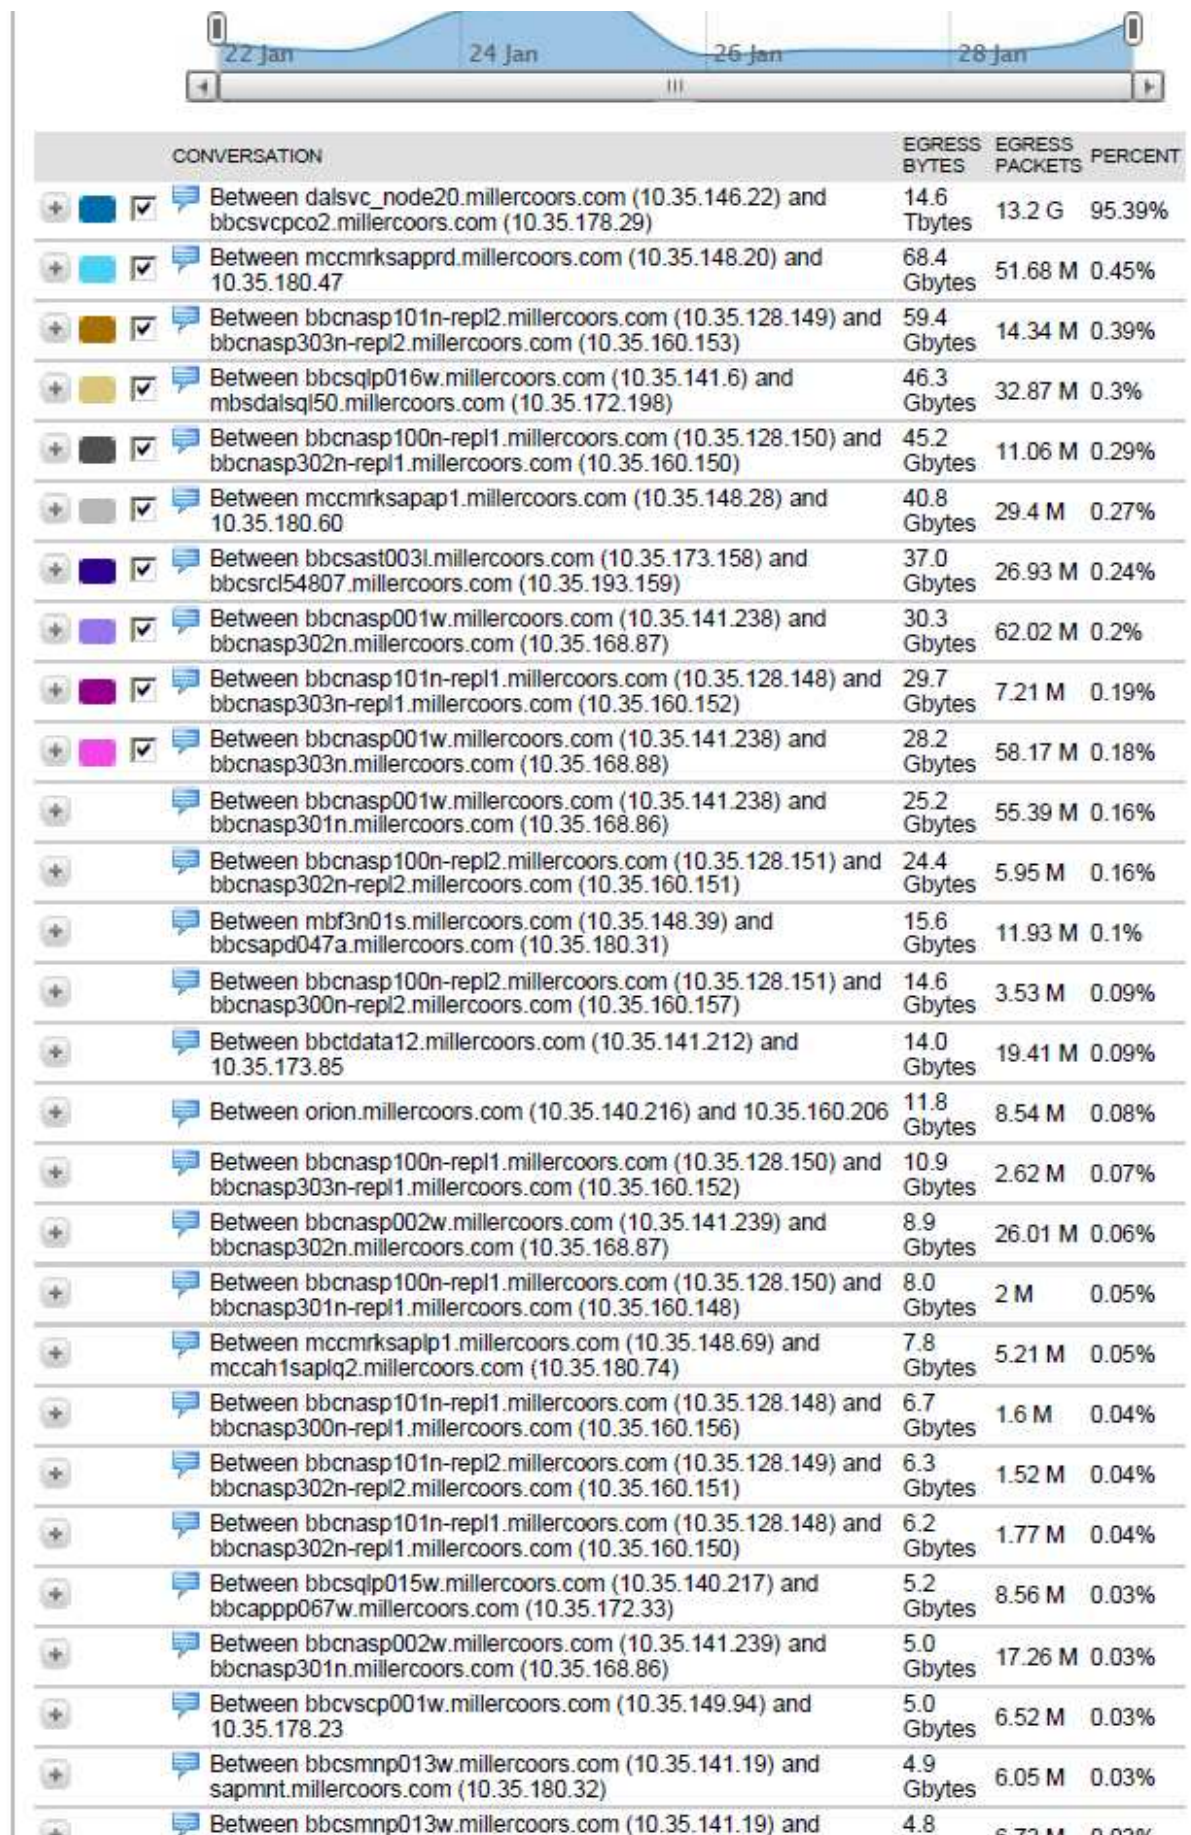 22 Jan 24 Jan 26 Jan 28 Jan
CONVERSATION EGRESS BYTES EGRESS PACKETS PERCENT
Between dalsvc_node20.millercoors.com (10.35.146.22) and 14.6
bbcsvcpco2.millercoors.com (10.35.178.29) Tbytes 13.2 G 95.39%
Between mccmrksapprd.millercoors.com (10.35.148.20) and 68.4
10.35.180.47 Gbytes 51.68 M 0.45%
Between bbcnasp101n-repl2.millercoors.com (10.35.128.149) and 59.4
bbcnasp303n-repl2.millercoors.com (10.35.160.153) Gbytes 14.34 M 0.39%
Between bbcsqlp016w.millercoors.com (10.35.141.6) and 46.3
mbsdalsql50.millercoors.com (10.35.172.198) Gbytes 32.87 M 0.3%
Between bbcnasp100n-repl1.millercoors.com (10.35.128.150) and 45.2
bbcnasp302n-repl1.millercoors.com (10.35.160.150) Gbytes 11.06 M 0.29%
Between mccmrksapap1.millercoors.com (10.35.148.28) and 40.8
10.35.180.60 Gbytes 29.4 M 0.27%
Between bbcsast003l.millercoors.com (10.35.173.158) and 37.0
bbcsrcl54807.millercoors.com (10.35.193.159) Gbytes 26.93 M 0.24%
Between bbcnasp001w.millercoors.com (10.35.141.238) and 30.3
bbcnasp302n.millercoors.com (10.35.168.87) Gbytes 62.02 M 0.2%
Between bbcnasp101n-repl1.millercoors.com (10.35.128.148) and 29.7
bbcnasp303n-repl1.millercoors.com (10.35.160.152) Gbytes 7.21 M 0.19%
Between bbcnasp001w.millercoors.com (10.35.141.238) and 28.2
bbcnasp303n.millercoors.com (10.35.168.88) Gbytes 58.17 M 0.18%
Between bbcnasp001w.millercoors.com (10.35.141.238) and 25.2
bbcnasp301n.millercoors.com (10.35.168.86) Gbytes 55.39 M 0.16%
Between bbcnasp100n-repl2.millercoors.com (10.35.128.151) and 24.4
bbcnasp302n-repl2.millercoors.com (10.35.160.151) Gbytes 5.95 M 0.16%
Between mbf3n01s.millercoors.com (10.35.148.39) and 15.6
bbcsapd047a.millercoors.com (10.35.180.31) Gbytes 11.93 M 0.1%
Between bbcnasp100n-repl2.millercoors.com (10.35.128.151) and 14.6
bbcnasp300n-repl2.millercoors.com (10.35.160.157) Gbytes 3.53 M 0.09%
Between bbctdata12.millercoors.com (10.35.141.212) and 14.0
10.35.173.85 Gbytes 19.41 M 0.09%
Between orion.millercoors.com (10.35.140.216) and 10.35.160.206 11.8 Gbytes 8.54 M 0.08%
Between bbcnasp100n-repl1.millercoors.com (10.35.128.150) and 10.9
bbcnasp303n-repl1.millercoors.com (10.35.160.152) Gbytes 2.62 M 0.07%
Between bbcnasp002w.millercoors.com (10.35.141.239) and 8.9
bbcnasp302n.millercoors.com (10.35.168.87) Gbytes 26.01 M 0.06%
Between bbcnasp100n-repl1.millercoors.com (10.35.128.150) and 8.0
bbcnasp301n-repl1.millercoors.com (10.35.160.148) Gbytes 2 M 0.05%
Between mccmrksaplp1.millercoors.com (10.35.148.69) and 7.8
mccah1saplq2.millercoors.com (10.35.180.74) Gbytes 5.21 M 0.05%
Between bbcnasp101n-repl1.millercoors.com (10.35.128.148) and 6.7
bbcnasp300n-repl1.millercoors.com (10.35.160.156) Gbytes 1.6 M 0.04%
Between bbcnasp101n-repl2.millercoors.com (10.35.128.149) and 6.3
bbcnasp302n-repl2.millercoors.com (10.35.160.151) Gbytes 1.52 M 0.04%
Between bbcnasp101n-repl1.millercoors.com (10.35.128.148) and 6.2
bbcnasp302n-repl1.millercoors.com (10.35.160.150) Gbytes 1.77 M 0.04%
Between bbcsqlp015w.millercoors.com (10.35.140.217) and 5.2
bbcappp067w.millercoors.com (10.35.172.33) Gbytes 8.56 M 0.03%
Between bbcnasp002w.millercoors.com (10.35.141.239) and 5.0
bbcnasp301n.millercoors.com (10.35.168.86) Gbytes 17.26 M 0.03%
Between bbcvscp001w.millercoors.com (10.35.149.94) and 5.0
10.35.178.23 Gbytes 6.52 M 0.03%
Between bbcsmnp013w.millercoors.com (10.35.141.19) and 4.9
sapmnt.millercoors.com (10.35.180.32) Gbytes 6.05 M 0.03%
Between bbcsmnp013w.millercoors.com (10.35.141.19) and 4.8